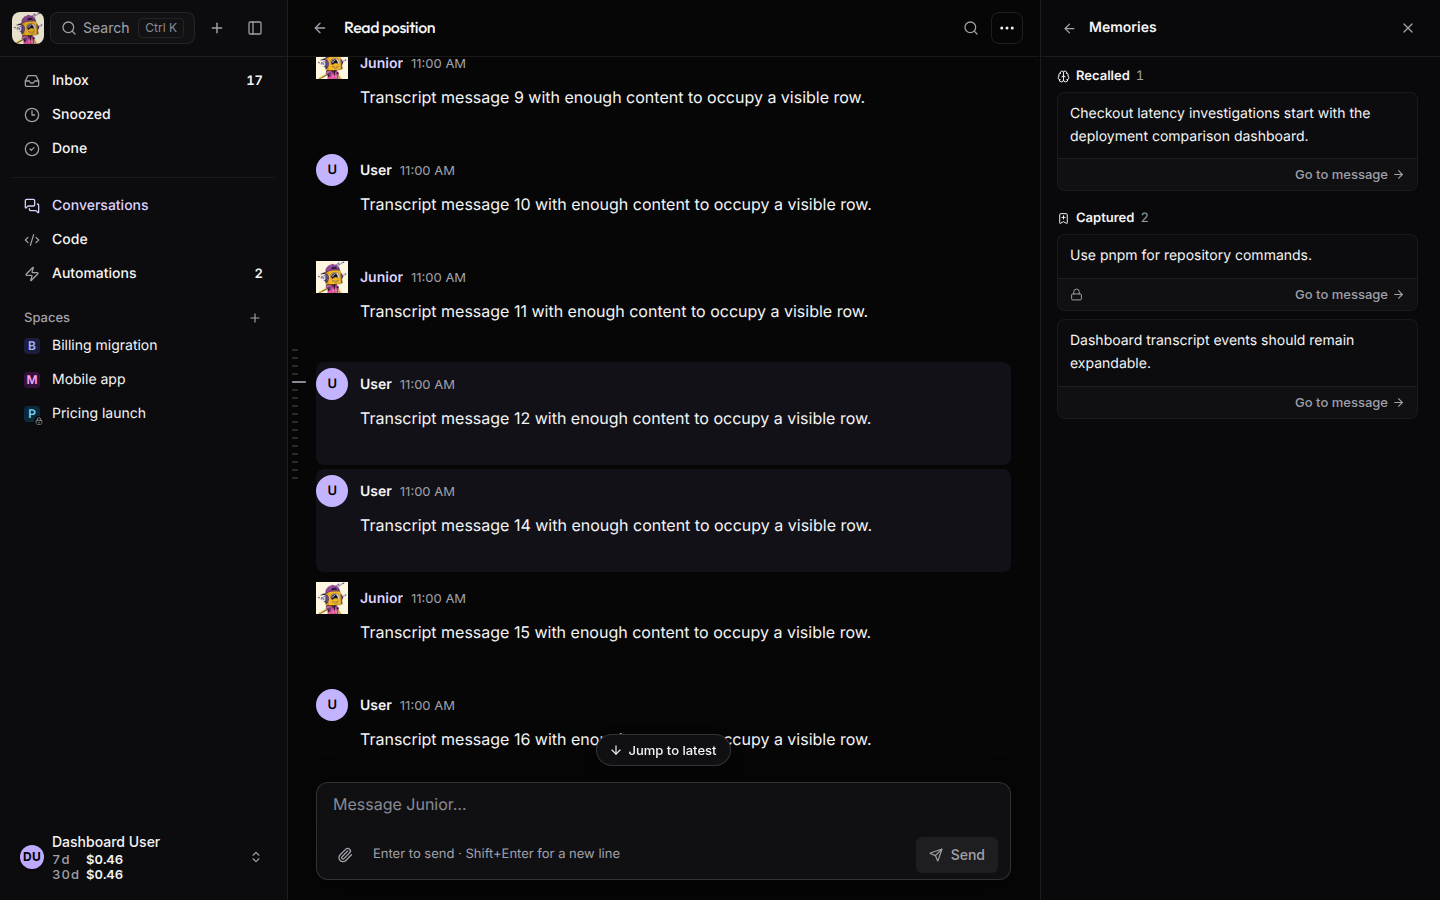 Search Ctrl K
Inbox 17
Snoozed
Done
Conversations
Code
Automations 2
Spaces
B Billing migration
M Mobile app
P Pricing launch
DU Dashboard User
7d $0.46
30d $0.46
Read position
Junior 11:00 AM
Transcript message 9 with enough content to occupy a visible row.
U User 11:00 AM
Transcript message 10 with enough content to occupy a visible row.
Junior 11:00 AM
Transcript message 11 with enough content to occupy a visible row.
U User 11:00 AM
Transcript message 12 with enough content to occupy a visible row.
U User 11:00 AM
Transcript message 14 with enough content to occupy a visible row.
Junior 11:00 AM
Transcript message 15 with enough content to occupy a visible row.
U User 11:00 AM
Transcript message 16 with occupy a visible row.
Jump to latest
Message Junior...
Enter to send · Shift+Enter for a new line
Send
Memories
Recalled 1
Checkout latency investigations start with the
deployment comparison dashboard.
Go to message
Captured 2
Use pnpm for repository commands.
Go to message
Dashboard transcript events should remain
expandable.
Go to message